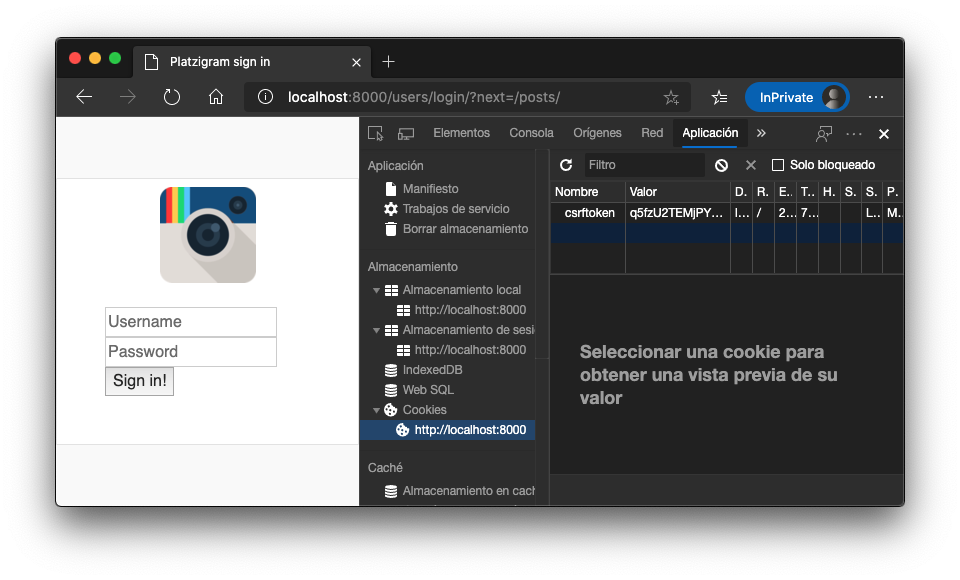 Platzigram sign in
localhost:8000/users/login/?next=/posts/
InPrivate
Username
Password
Sign in!
Elementos Consola Orígenes Red Aplicación
Aplicación
Manifiesto
Trabajos de servicio
Borrar almacenamiento
Almacenamiento
Almacenamiento local
http://localhost:8000
Almacenamiento de sesi
http://localhost:8000
IndexedDB
Web SQL
Cookies
http://localhost:8000
Caché
Almacenamiento en cach
Filtro
Solo bloqueado
Nombre Valor D. R. E.. T.. H. S. S.. P.
csrftoken q5fzU2TEMjPY... l... / 2... 7... L... M...
Seleccionar una cookie para
obtener una vista previa de su
valor